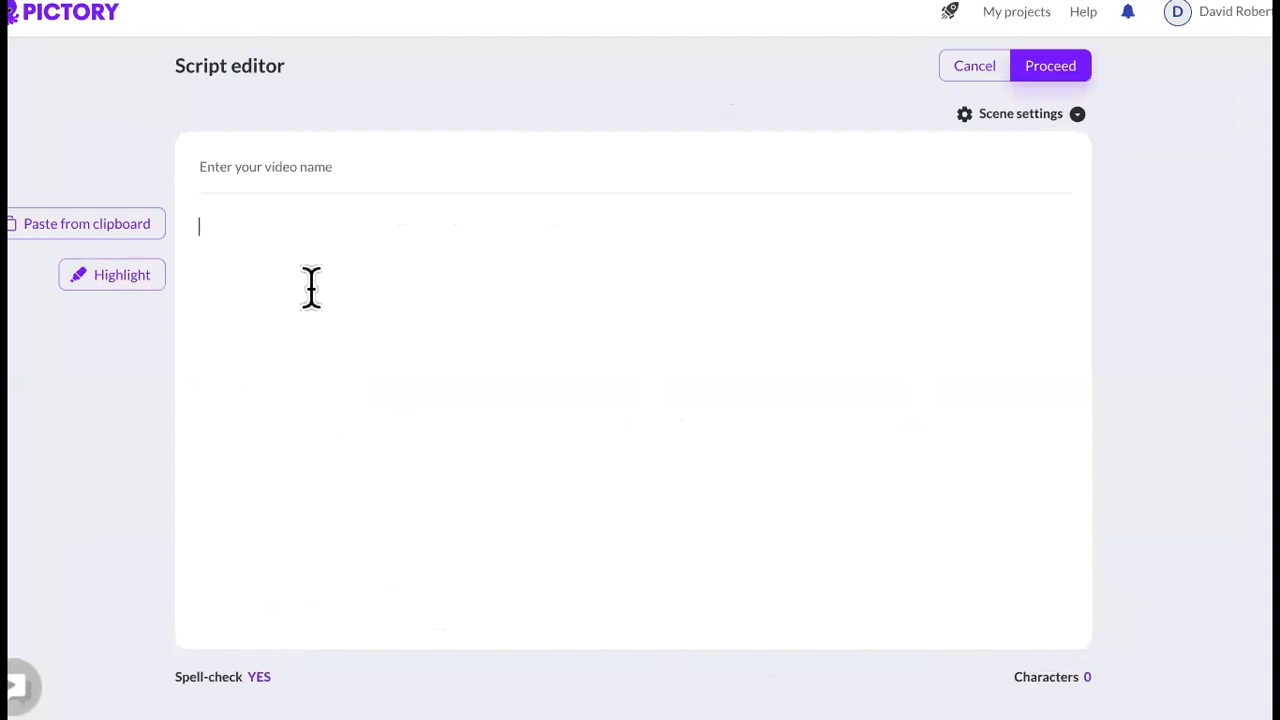 PICTORY
My projects
Help
D
David Rober
Script editor
Cancel
Proceed
Scene settings
Enter your video name
Paste from clipboard
Highlight
Spell-check YES
Characters 0